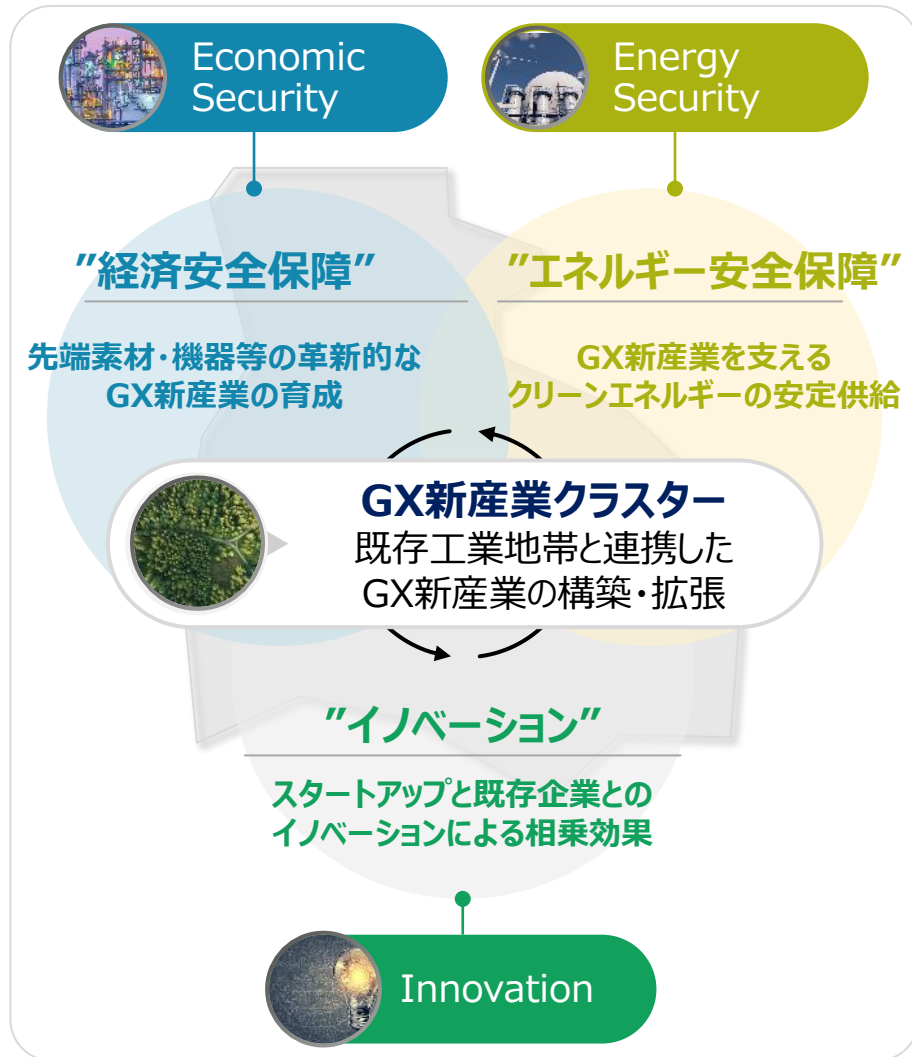 Economic
Security
Energy
Security
”経済安全保障”
先端素材・機器等の革新的な
GX新産業の育成
”エネルギー安全保障”
GX新産業を支える
クリーンエネルギーの安定供給
GX新産業クラスター
既存工業地帯と連携した
GX新産業の構築・拡張
”イノベーション”
スタートアップと既存企業との
イノベーションによる相乗効果
Innovation